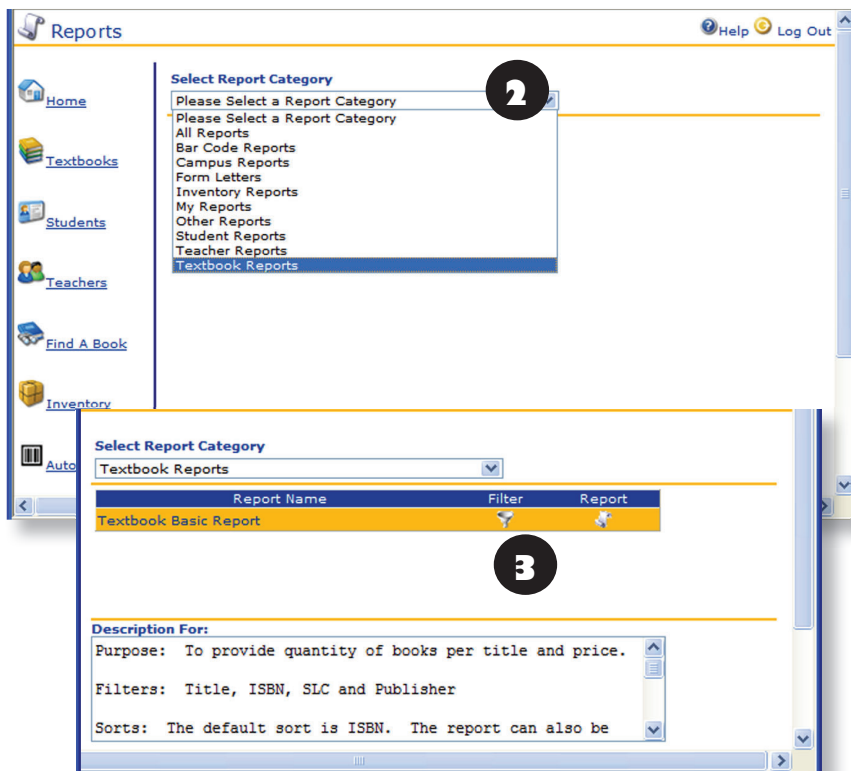 Reports
Help Log Out
Home
Textbooks
Students
Teachers
Find A Book
Inventory
Auto
Select Report Category
2
Please Select a Report Category
Please Select a Report Category
All Reports
Bar Code Reports
Campus Reports
Form Letters
Inventory Reports
My Reports
Other Reports
Student Reports
Teacher Reports
Textbook Reports
Select Report Category
Textbook Reports
Report Name Filter Report
Textbook Basic Report
3
Description For:
Purpose: To provide quantity of books per title and price.
Filters: Title, ISBN, SLC and Publisher
Sorts: The default sort is ISBN. The report can also be